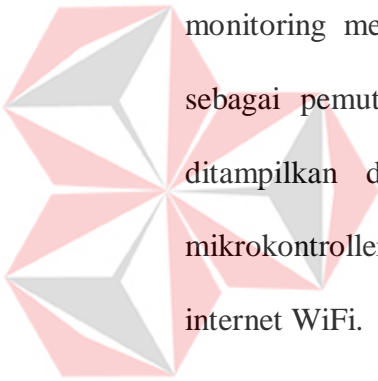 monitoring me
sebagai pemut
ditampilkan d
mikrokontroller
internet WiFi.